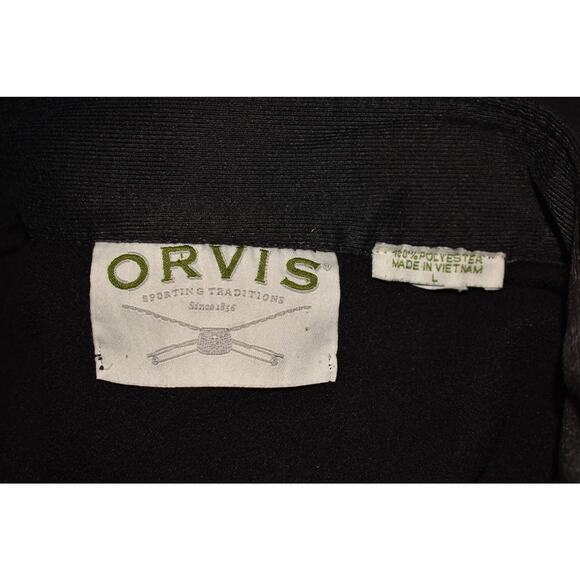 ORVIS®
SPORTING TRADITIONS
Since 1856
100% POLYESTER
MADE IN VIETNAM
L